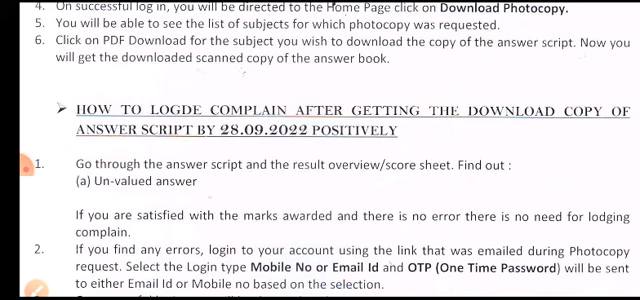 4. On successful log in, you will be directed to the Home Page click on Download Photocopy.
5. You will be able to see the list of subjects for which photocopy was requested.
6. Click on PDF Download for the subject you wish to download the copy of the answer script. Now you
will get the downloaded scanned copy of the answer book.
➤ HOW TO LOGDE COMPLAIN AFTER GETTING THE DOWNLOAD COPY OF
ANSWER SCRIPT BY 28.09.2022 POSITIVELY
1. Go through the answer script and the result overview/score sheet. Find out :
(a) Un-valued answer
If you are satisfied with the marks awarded and there is no error there is no need for lodging
complain.
2. If you find any errors, login to your account using the link that was emailed during Photocopy
request. Select the Login type Mobile No or Email Id and OTP (One Time Password) will be sent
to either Email Id or Mobile no based on the selection.